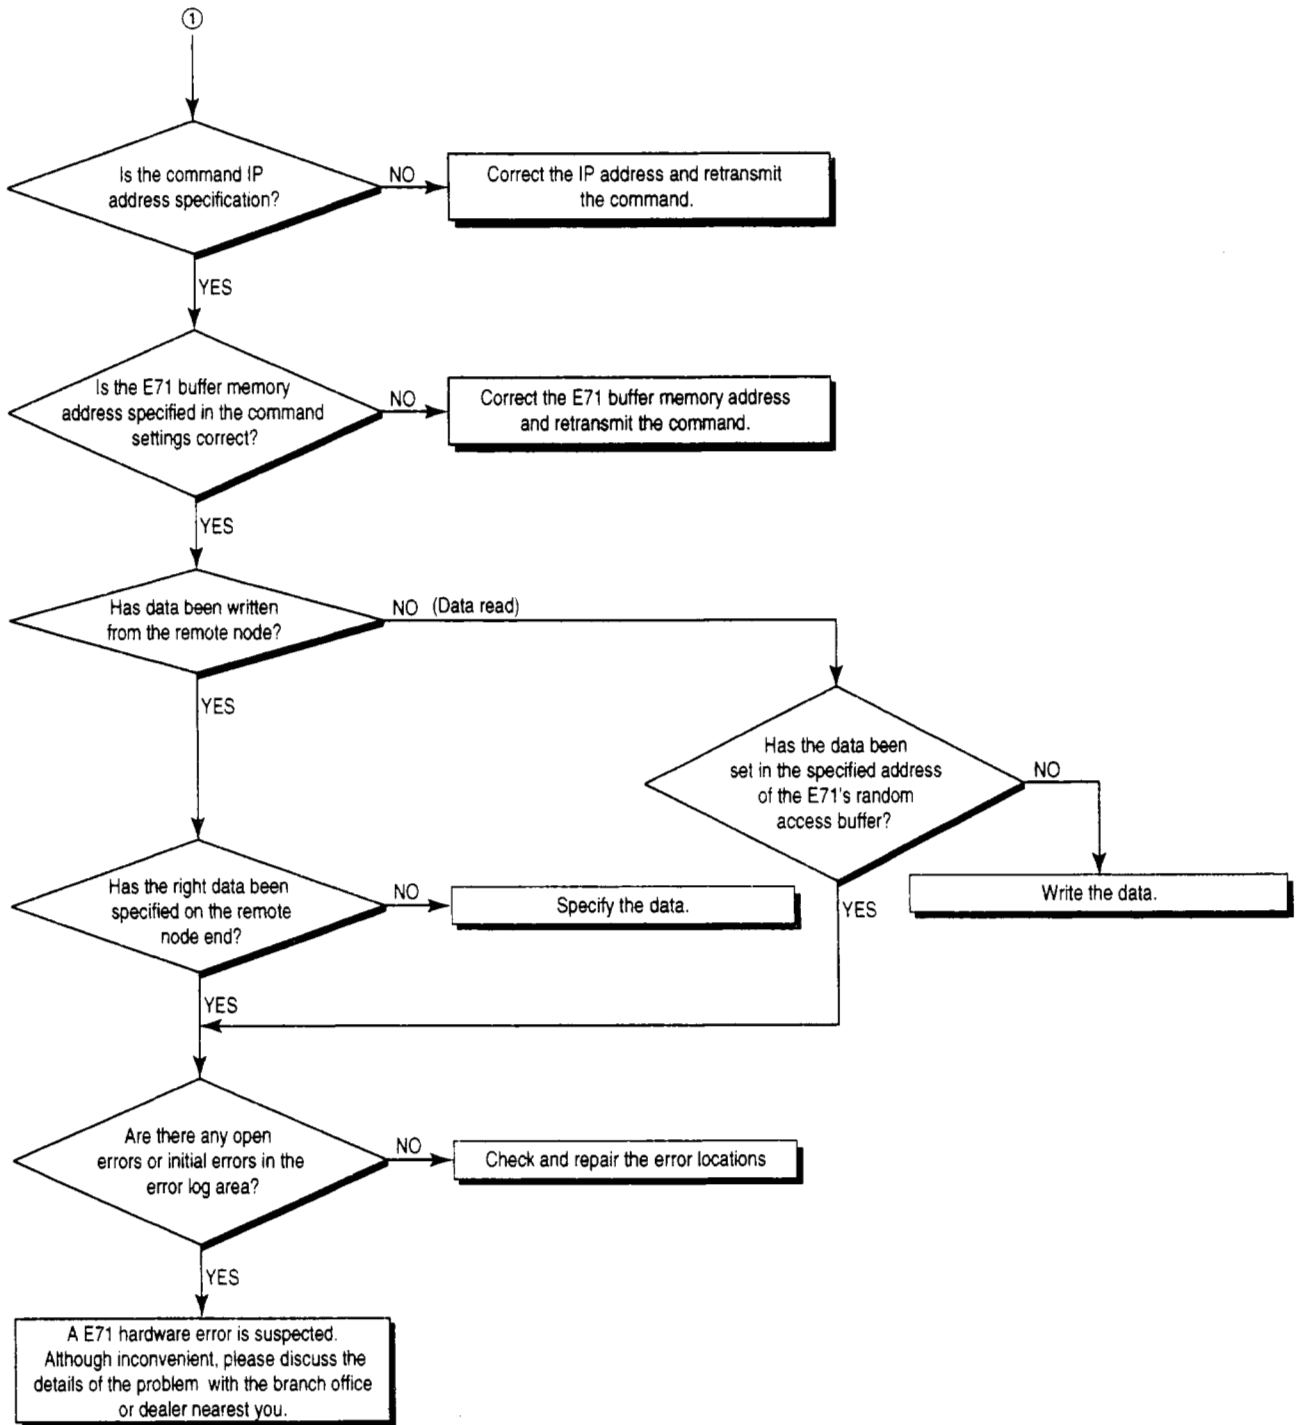 ①
Is the command IP
address specification?
NO
Correct the IP address and retransmit
the command.
YES
Is the E71 buffer memory
address specified in the command
settings correct?
NO
Correct the E71 buffer memory address
and retransmit the command.
YES
Has data been written
from the remote node?
NO (Data read)
YES
Has the data been
set in the specified address
of the E71's random
access buffer?
NO
Write the data.
YES
Has the right data been
specified on the remote
node end?
NO
Specify the data.
YES
Are there any open
errors or initial errors in the
error log area?
NO
Check and repair the error locations
YES
A E71 hardware error is suspected.
Although inconvenient, please discuss the
details of the problem with the branch office
or dealer nearest you.